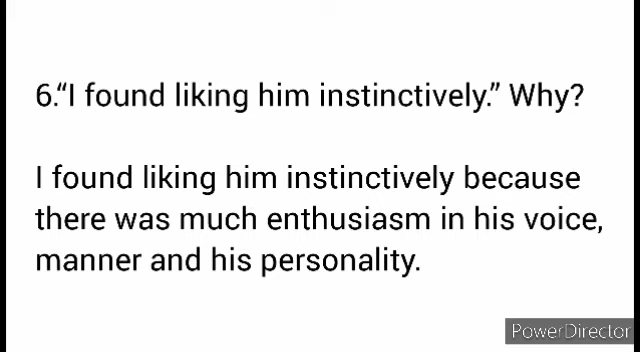 6.“I found liking him instinctively.” Why?
I found liking him instinctively because
there was much enthusiasm in his voice,
manner and his personality.
PowerDirector